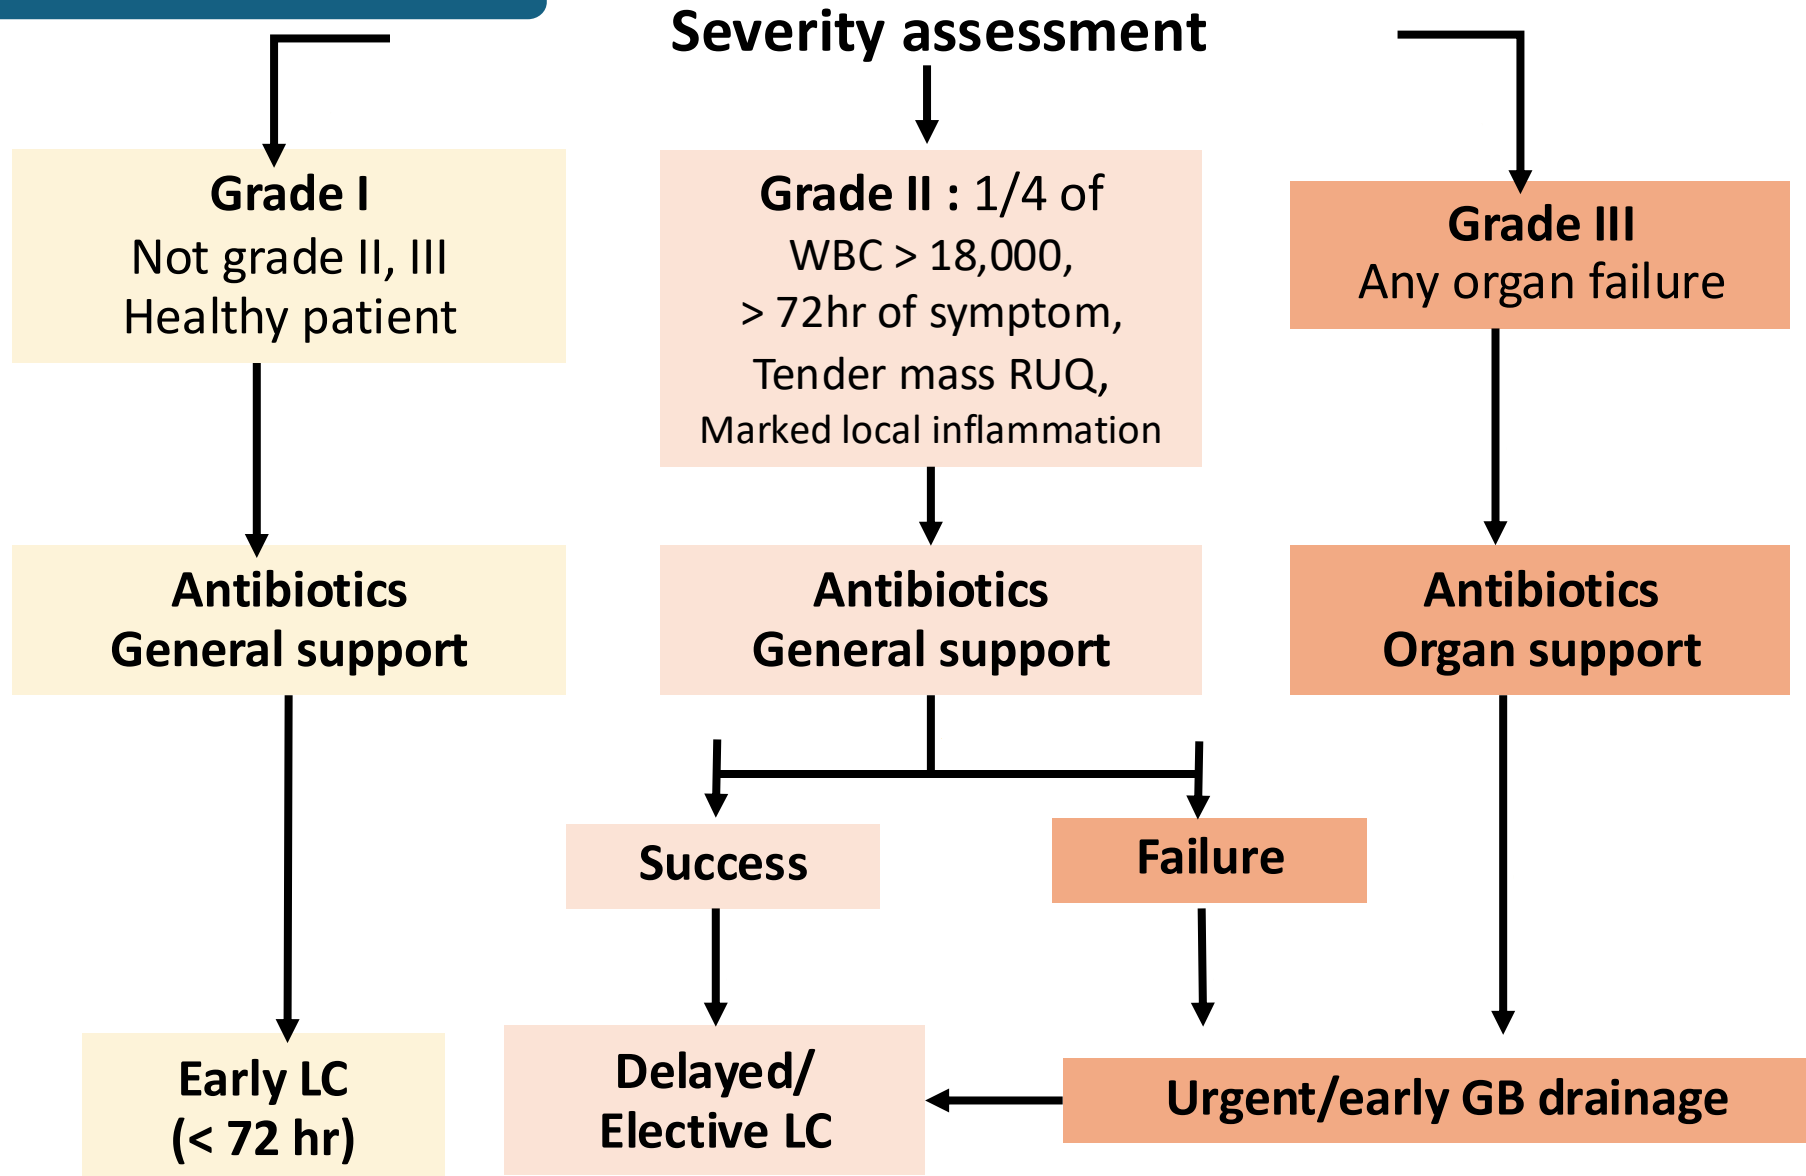 Severity assessment
Grade I
Not grade II, III
Healthy patient
Grade II : 1/4 of
WBC > 18,000,
> 72hr of symptom,
Tender mass RUQ,
Marked local inflammation
Grade III
Any organ failure
Antibiotics
General support
Antibiotics
General support
Antibiotics
Organ support
Success
Failure
Early LC
(< 72 hr)
Delayed/
Elective LC
Urgent/early GB drainage